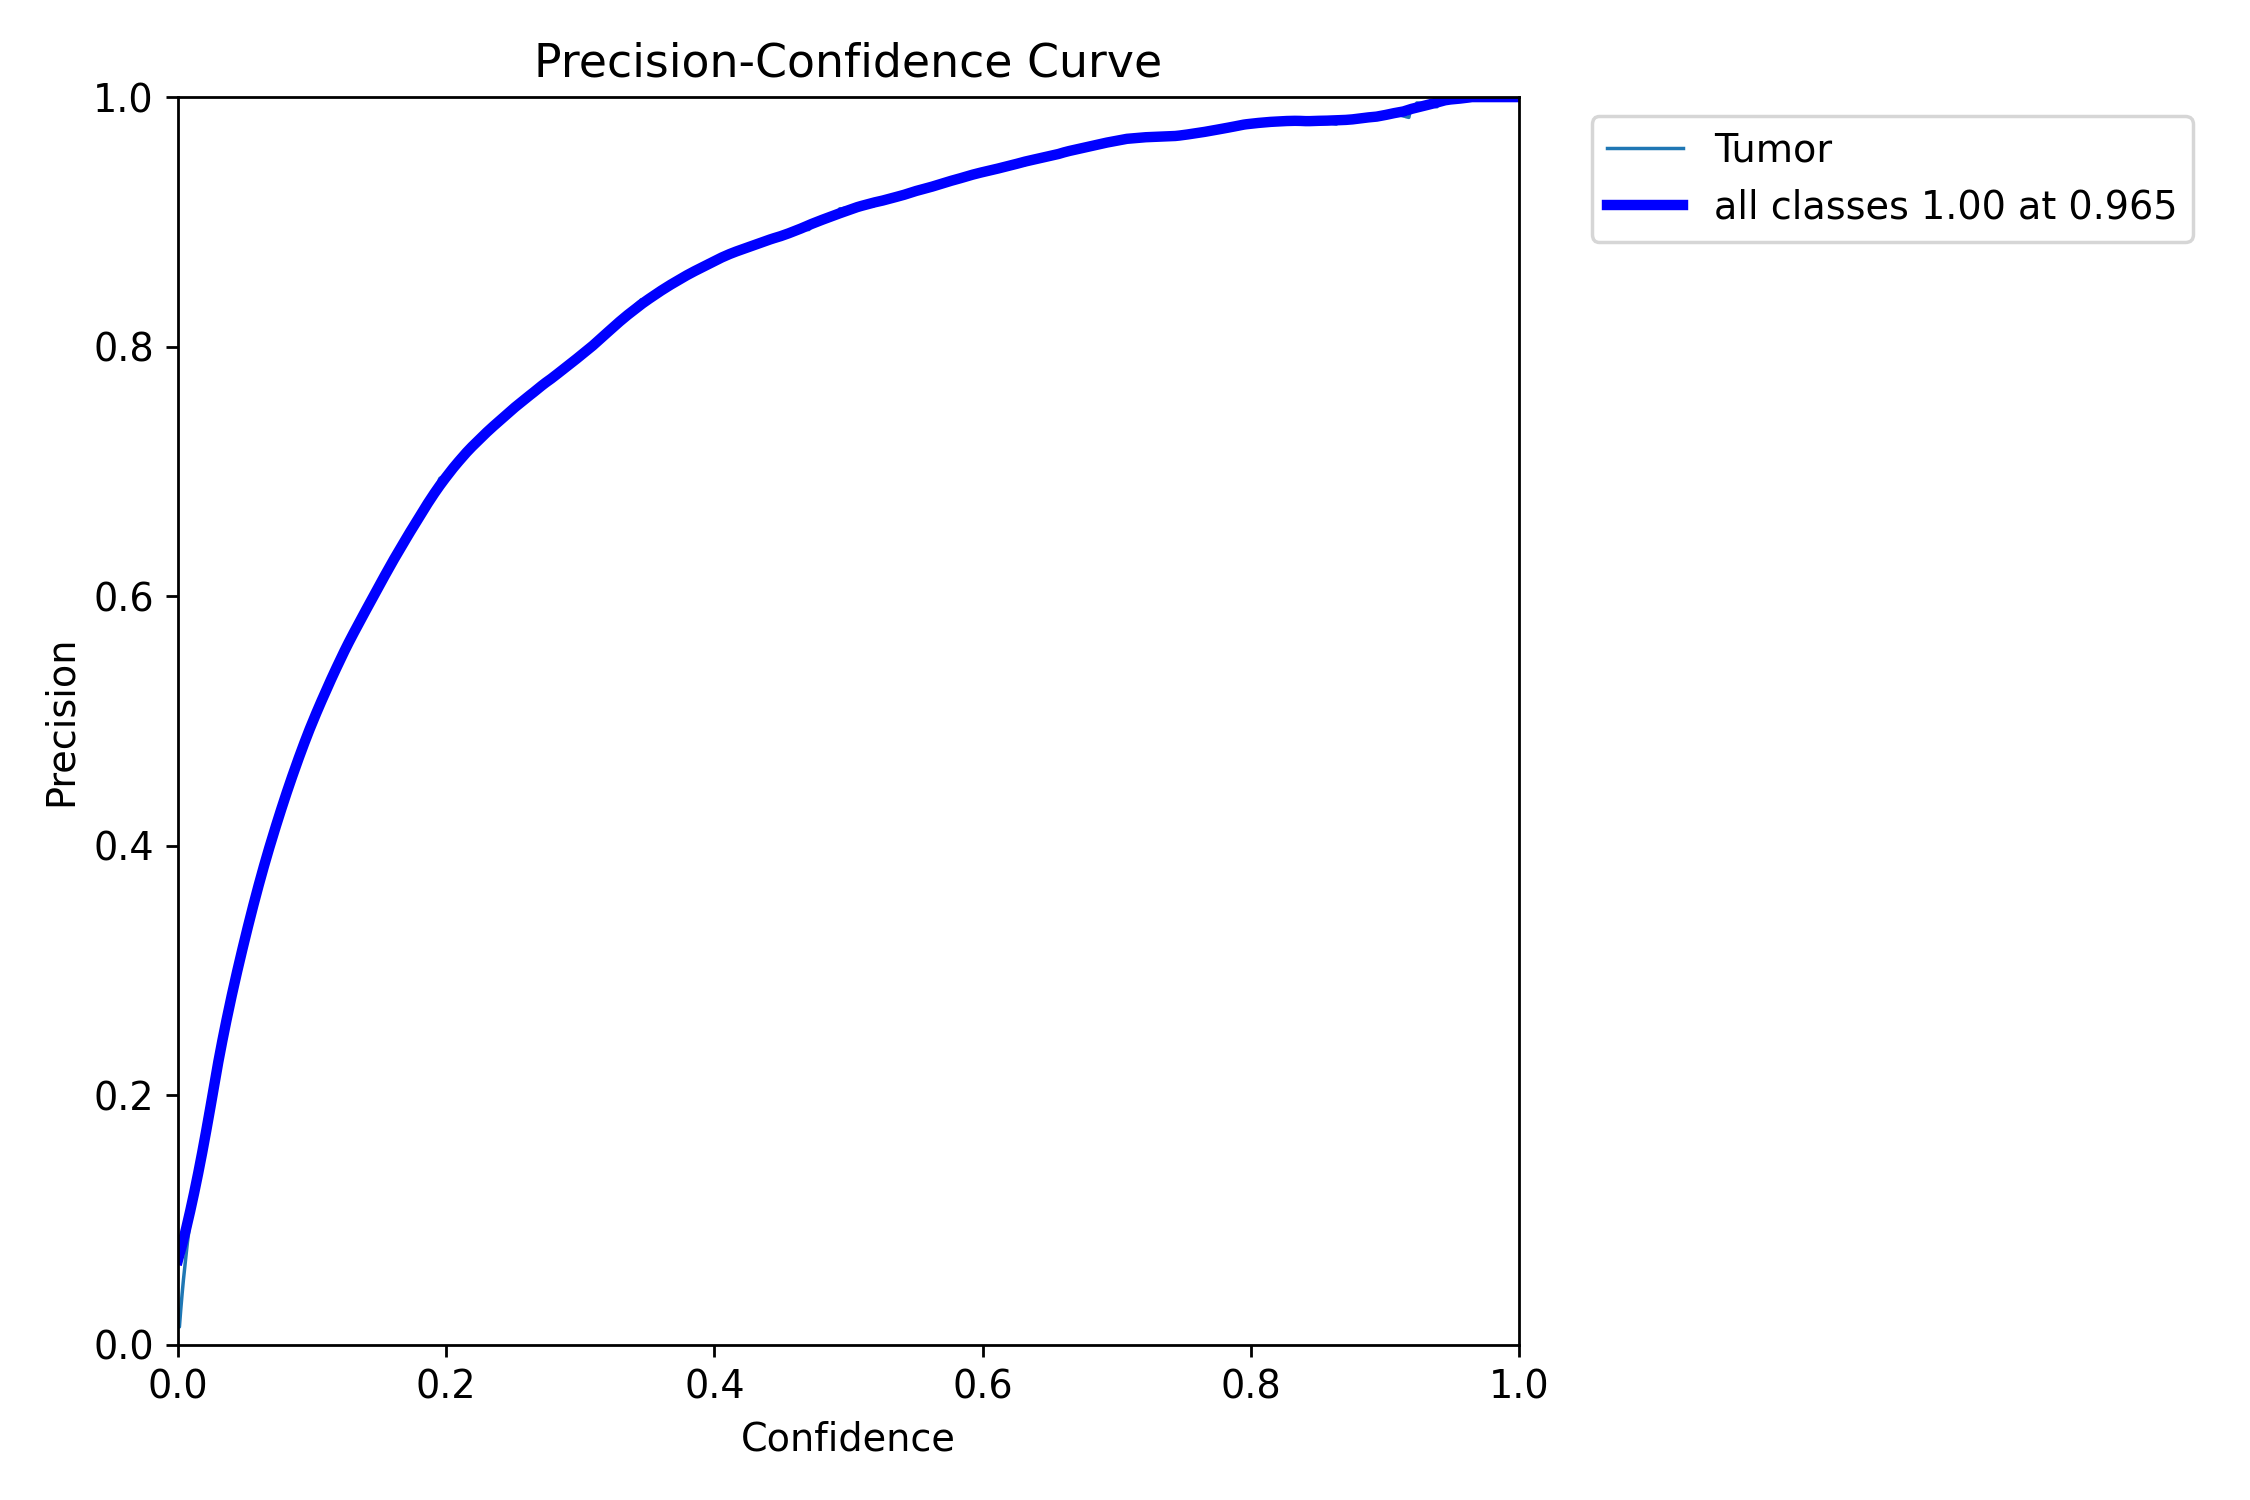 Precision-Confidence Curve
Tumor
all classes 1.00 at 0.965
1.0
0.8
0.6
0.4
0.2
0.0
Precision
0.0 0.2 0.4 0.6 0.8 1.0
Confidence